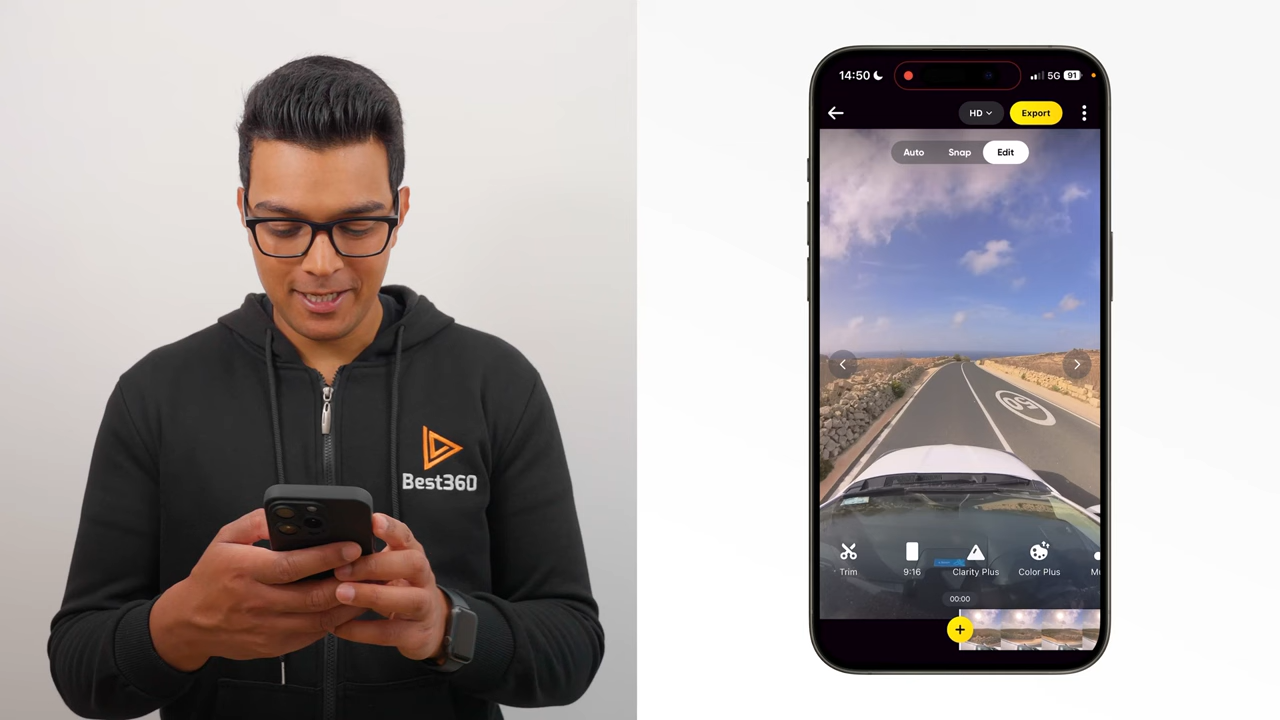 Best360
14:50 5G 91
HD Export
Auto Snap Edit
50
Trim 9:16 Clarity Plus Color Plus
00:00